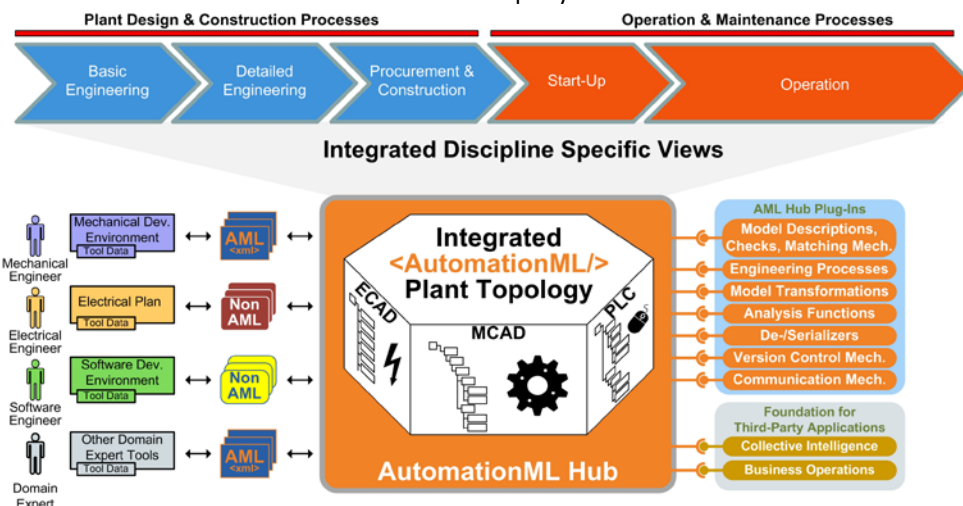 Plant Design & Construction Processes
Operation & Maintenance Processes
Basic
Engineering
Detailed
Engineering
Procurement &
Construction
Start-Up
Operation
Integrated Discipline Specific Views
Mechanical Dev.
Environment
Tool Data
Mechanical
Engineer
AML
<xml>
Electrical Plan
Tool Data
Electrical
Engineer
Non
AML
Software Dev.
Environment
Tool Data
Software
Engineer
Non
AML
Other Domain
Expert Tools
Tool Data
Domain
Expert
AML
<xml>
Integrated
<AutomationML/>
Plant Topology
ECAD
MCAD
PLC
AutomationML Hub
AML Hub Plug-Ins
Model Descriptions,
Checks, Matching Mech.
Engineering Processes
Model Transformations
Analysis Functions
De-/Serializers
Version Control Mech.
Communication Mech.
Foundation for
Third-Party Applications
Collective Intelligence
Business Operations